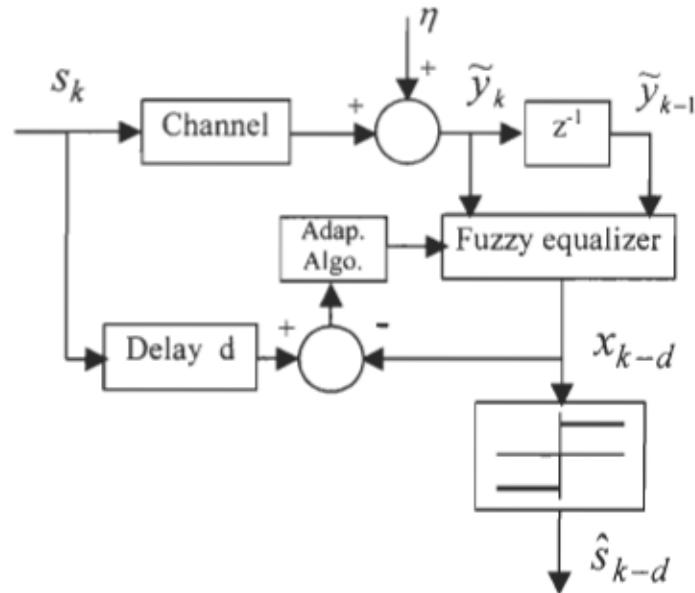 η
+
s_k
ỹ_k
ỹ_{k-1}
+
Channel
z^{-1}
Adap.
Algo.
Fuzzy equalizer
+
-
Delay d
x_{k-d}
ŝ_{k-d}